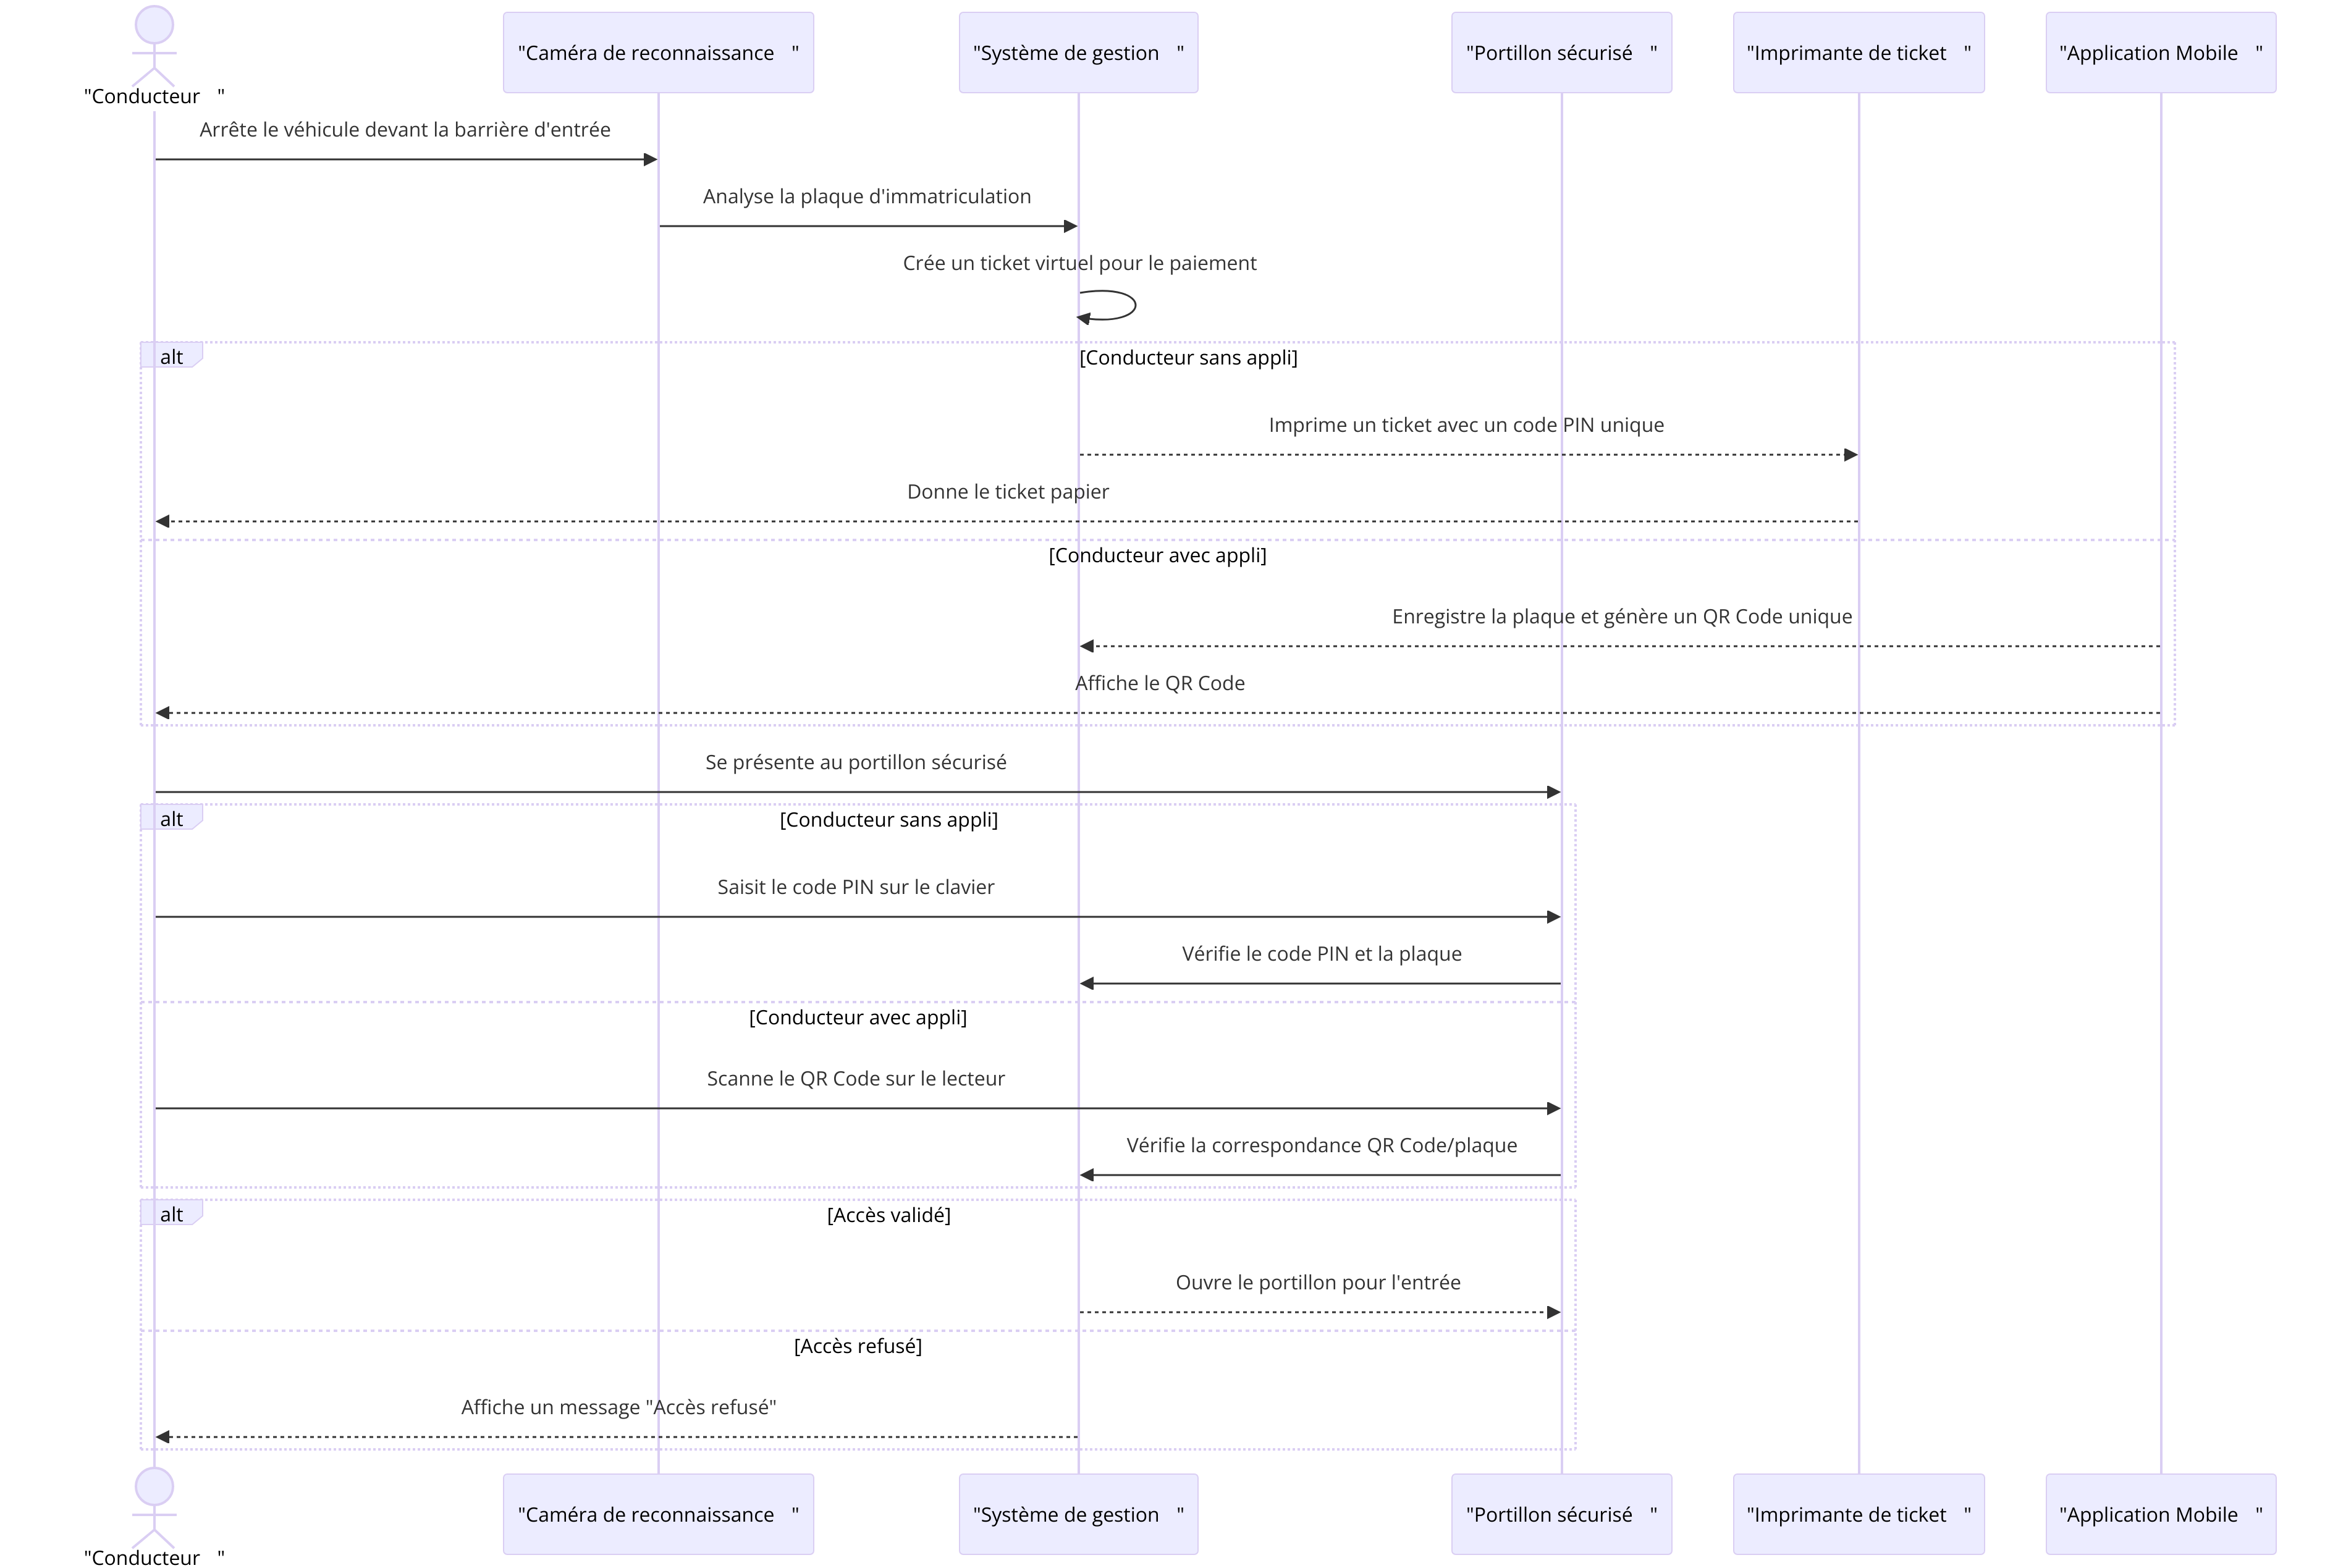 "Conducteur "
"Caméra de reconnaissance "
"Système de gestion "
"Portillon sécurisé "
"Imprimante de ticket "
"Application Mobile "
Arrête le véhicule devant la barrière d'entrée
Analyse la plaque d'immatriculation
Crée un ticket virtuel pour le paiement
alt
[Conducteur sans appli]
Imprime un ticket avec un code PIN unique
Donne le ticket papier
[Conducteur avec appli]
Enregistre la plaque et génère un QR Code unique
Affiche le QR Code
Se présente au portillon sécurisé
alt
[Conducteur sans appli]
Saisit le code PIN sur le clavier
Vérifie le code PIN et la plaque
[Conducteur avec appli]
Scanne le QR Code sur le lecteur
Vérifie la correspondance QR Code/plaque
alt
[Accès validé]
Ouvre le portillon pour l'entrée
[Accès refusé]
Affiche un message "Accès refusé"
"Conducteur "
"Caméra de reconnaissance "
"Système de gestion "
"Portillon sécurisé "
"Imprimante de ticket "
"Application Mobile "